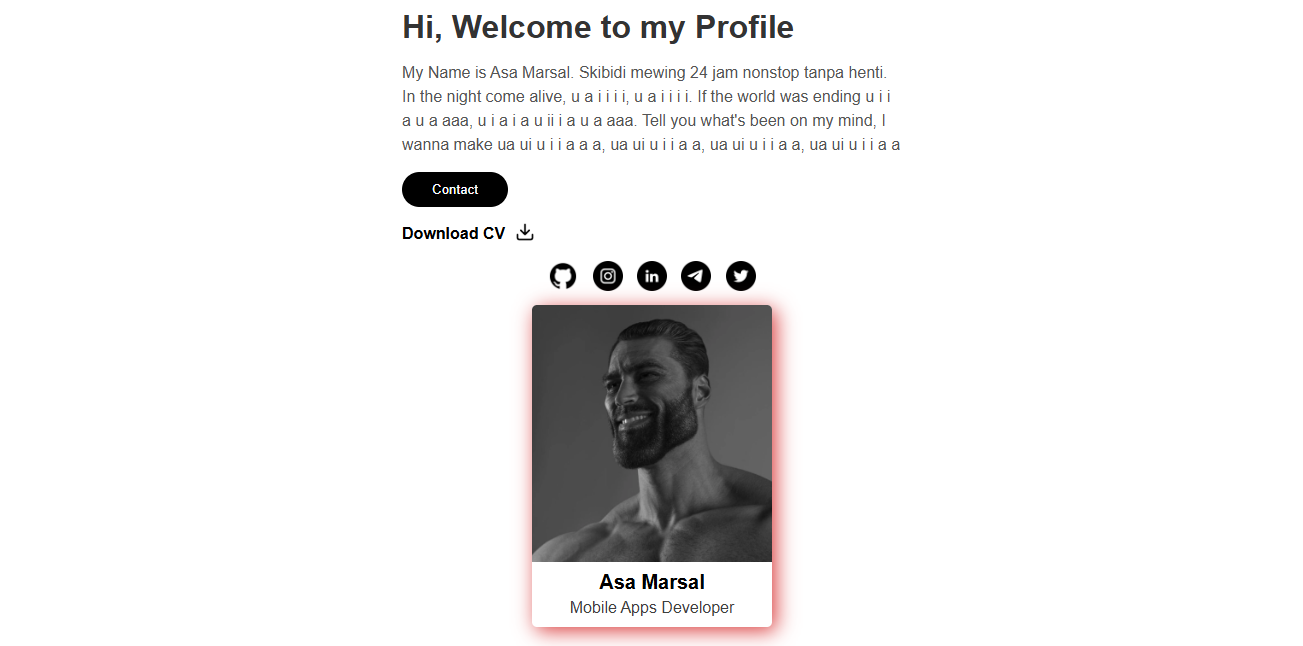 Hi, Welcome to my Profile
My Name is Asa Marsal. Skibidi mewing 24 jam nonstop tanpa henti.
In the night come alive, u a i i i i, u a i i i i. If the world was ending u i i
a u a aaa, u i a i a u ii i a u a aaa. Tell you what's been on my mind, I
wanna make ua ui u i i a a a, ua ui u i i a a, ua ui u i i a a, ua ui u i i a a
Contact
Download CV
in
Asa Marsal
Mobile Apps Developer